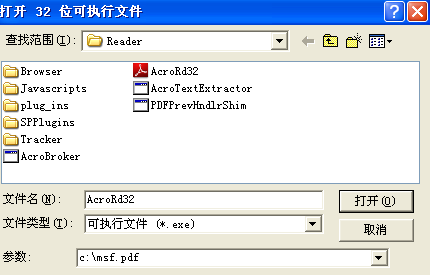 打开 32 位可执行文件
查找范围(I): Reader
Browser
Javascripts
plug_ins
SPPlugins
Tracker
AcroBroker
AcroRd32
AcroTextExtractor
PDFPrevHndlrShim
文件名(N): AcroRd32 打开(O)
文件类型(T): 可执行文件 (*.exe) 取消
参数: c:\msf.pdf